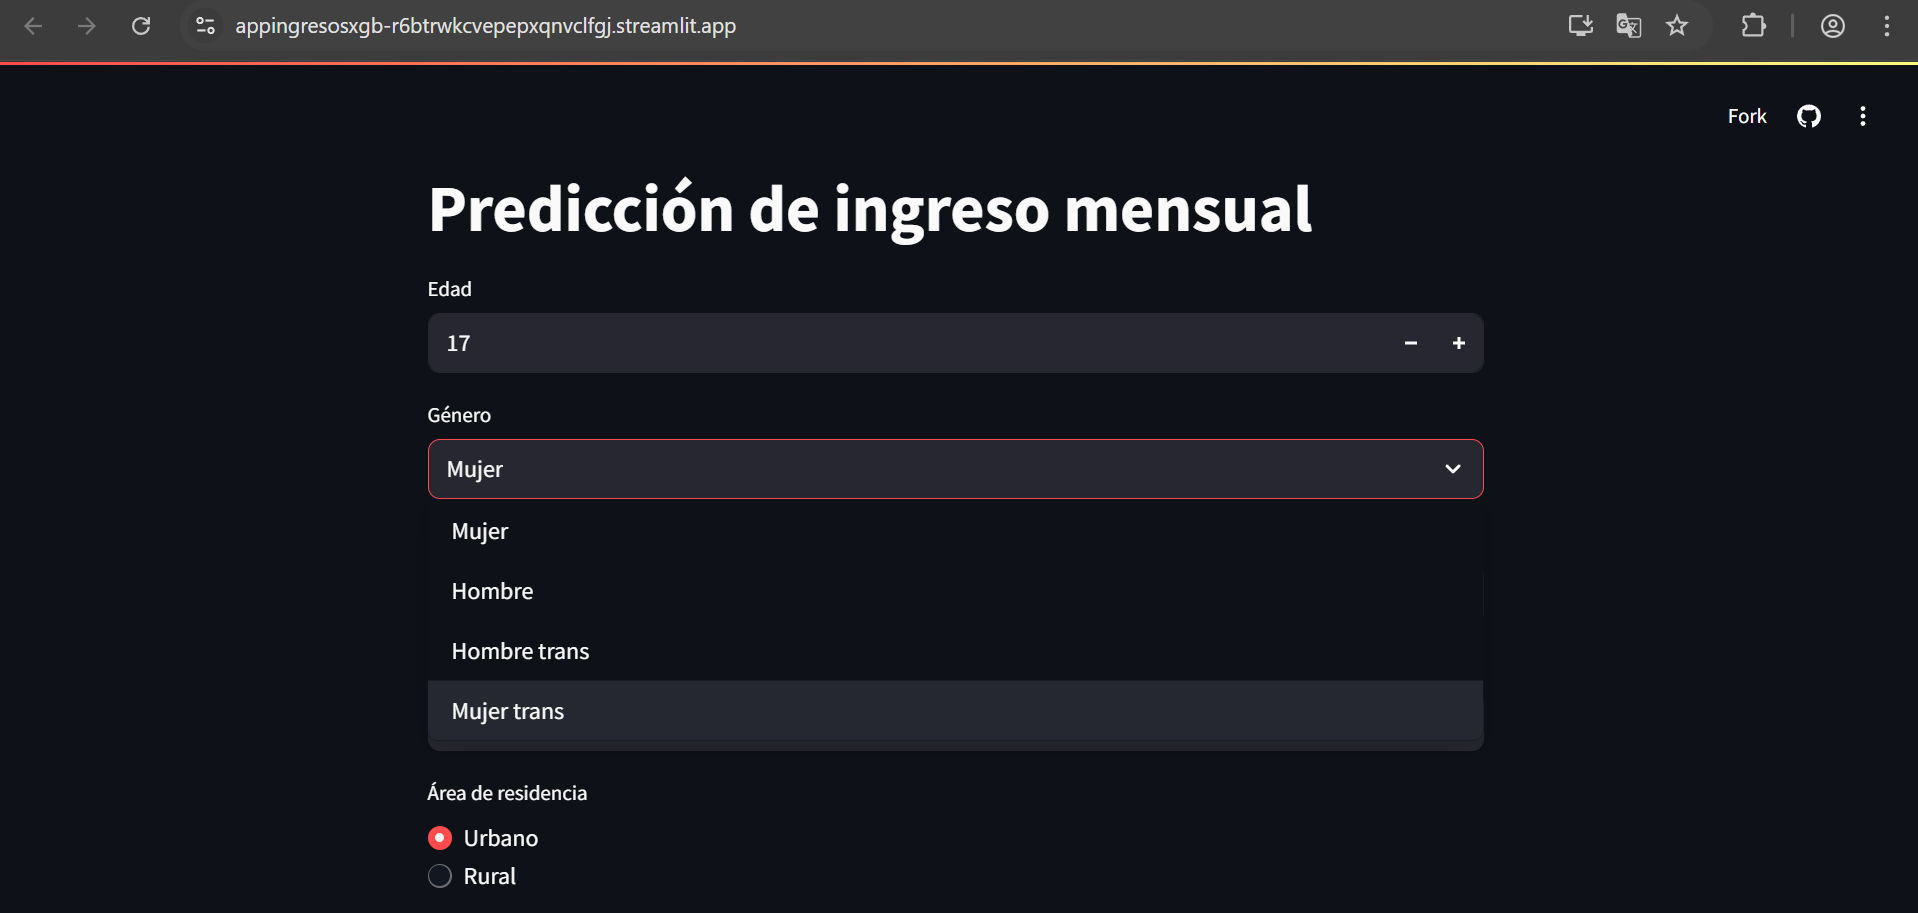 appingresosxgb-r6btrwkcvepepxqnvclfgj.streamlit.app
Fork
Predicción de ingreso mensual
Edad
17
Género
Mujer
Mujer
Hombre
Hombre trans
Mujer trans
Área de residencia
Urbano
Rural